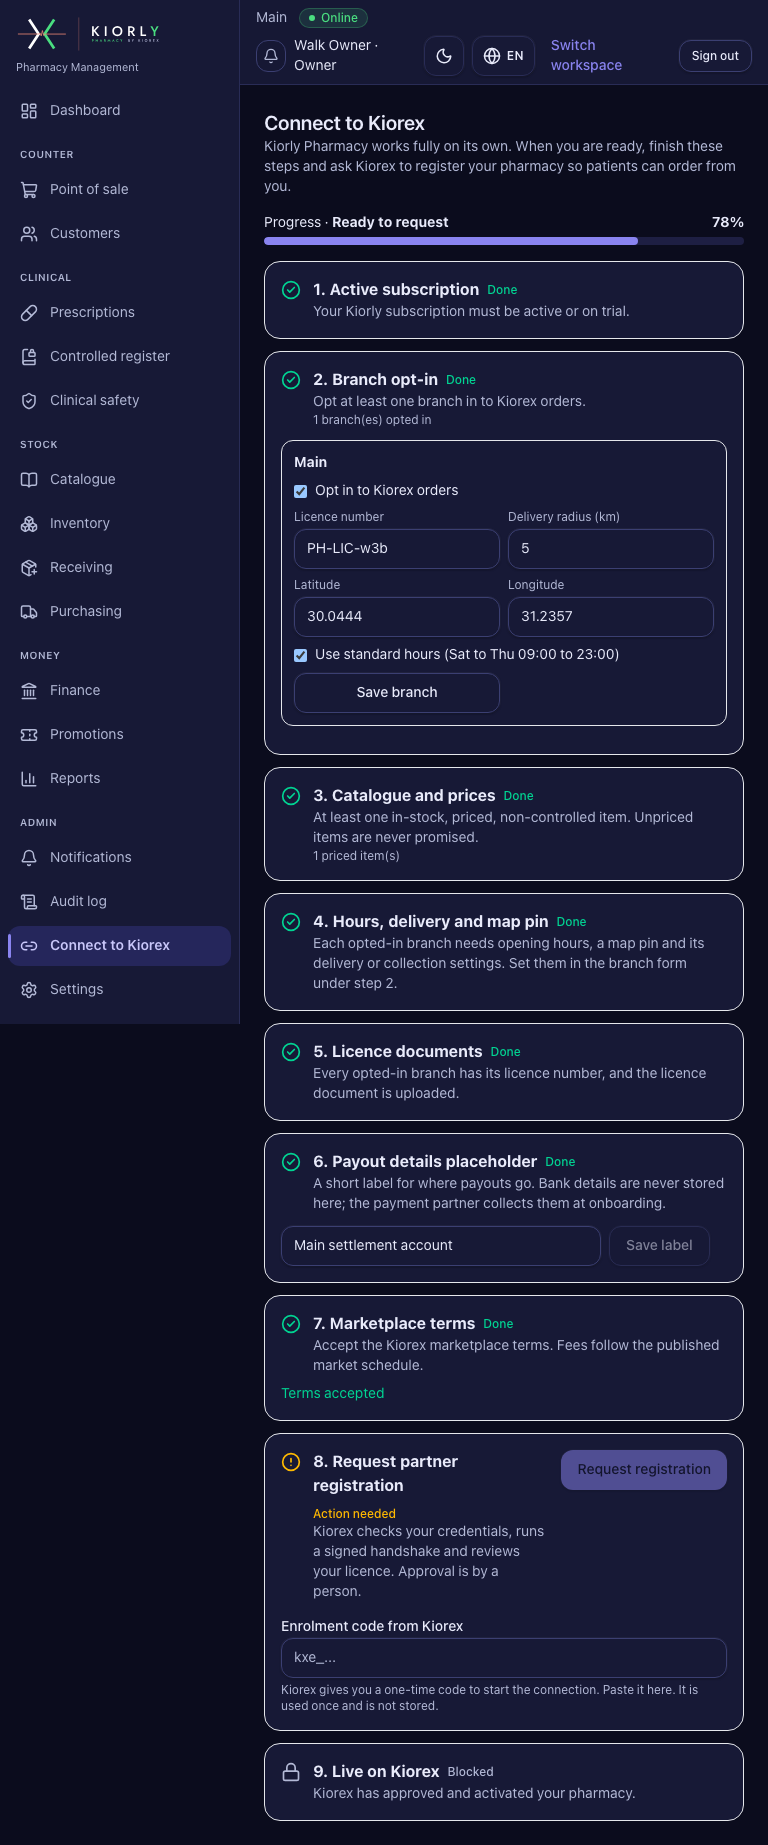 KIORLY
PHARMACY BY KIOREX
Pharmacy Management
Dashboard
COUNTER
Point of sale
Customers
CLINICAL
Prescriptions
Controlled register
Clinical safety
STOCK
Catalogue
Inventory
Receiving
Purchasing
MONEY
Finance
Promotions
Reports
ADMIN
Notifications
Audit log
Connect to Kiorex
Settings
Main
Online
Walk Owner ·
Owner
EN
Switch
workspace
Sign out
Connect to Kiorex
Kiorly Pharmacy works fully on its own. When you are ready, finish these
steps and ask Kiorex to register your pharmacy so patients can order from
you.
Progress · Ready to request 78%
1. Active subscription Done
Your Kiorly subscription must be active or on trial.
2. Branch opt-in Done
Opt at least one branch in to Kiorex orders.
1 branch(es) opted in
Main
Opt in to Kiorex orders
Licence number Delivery radius (km)
PH-LIC-w3b 5
Latitude Longitude
30.0444 31.2357
Use standard hours (Sat to Thu 09:00 to 23:00)
Save branch
3. Catalogue and prices Done
At least one in-stock, priced, non-controlled item. Unpriced
items are never promised.
1 priced item(s)
4. Hours, delivery and map pin Done
Each opted-in branch needs opening hours, a map pin and its
delivery or collection settings. Set them in the branch form
under step 2.
5. Licence documents Done
Every opted-in branch has its licence number, and the licence
document is uploaded.
6. Payout details placeholder Done
A short label for where payouts go. Bank details are never stored
here; the payment partner collects them at onboarding.
Main settlement account Save label
7. Marketplace terms Done
Accept the Kiorex marketplace terms. Fees follow the published
market schedule.
Terms accepted
8. Request partner
registration
Request registration
Action needed
Kiorex checks your credentials, runs
a signed handshake and reviews
your licence. Approval is by a
person.
Enrolment code from Kiorex
kxe_...
Kiorex gives you a one-time code to start the connection. Paste it here. It is
used once and is not stored.
9. Live on Kiorex Blocked
Kiorex has approved and activated your pharmacy.